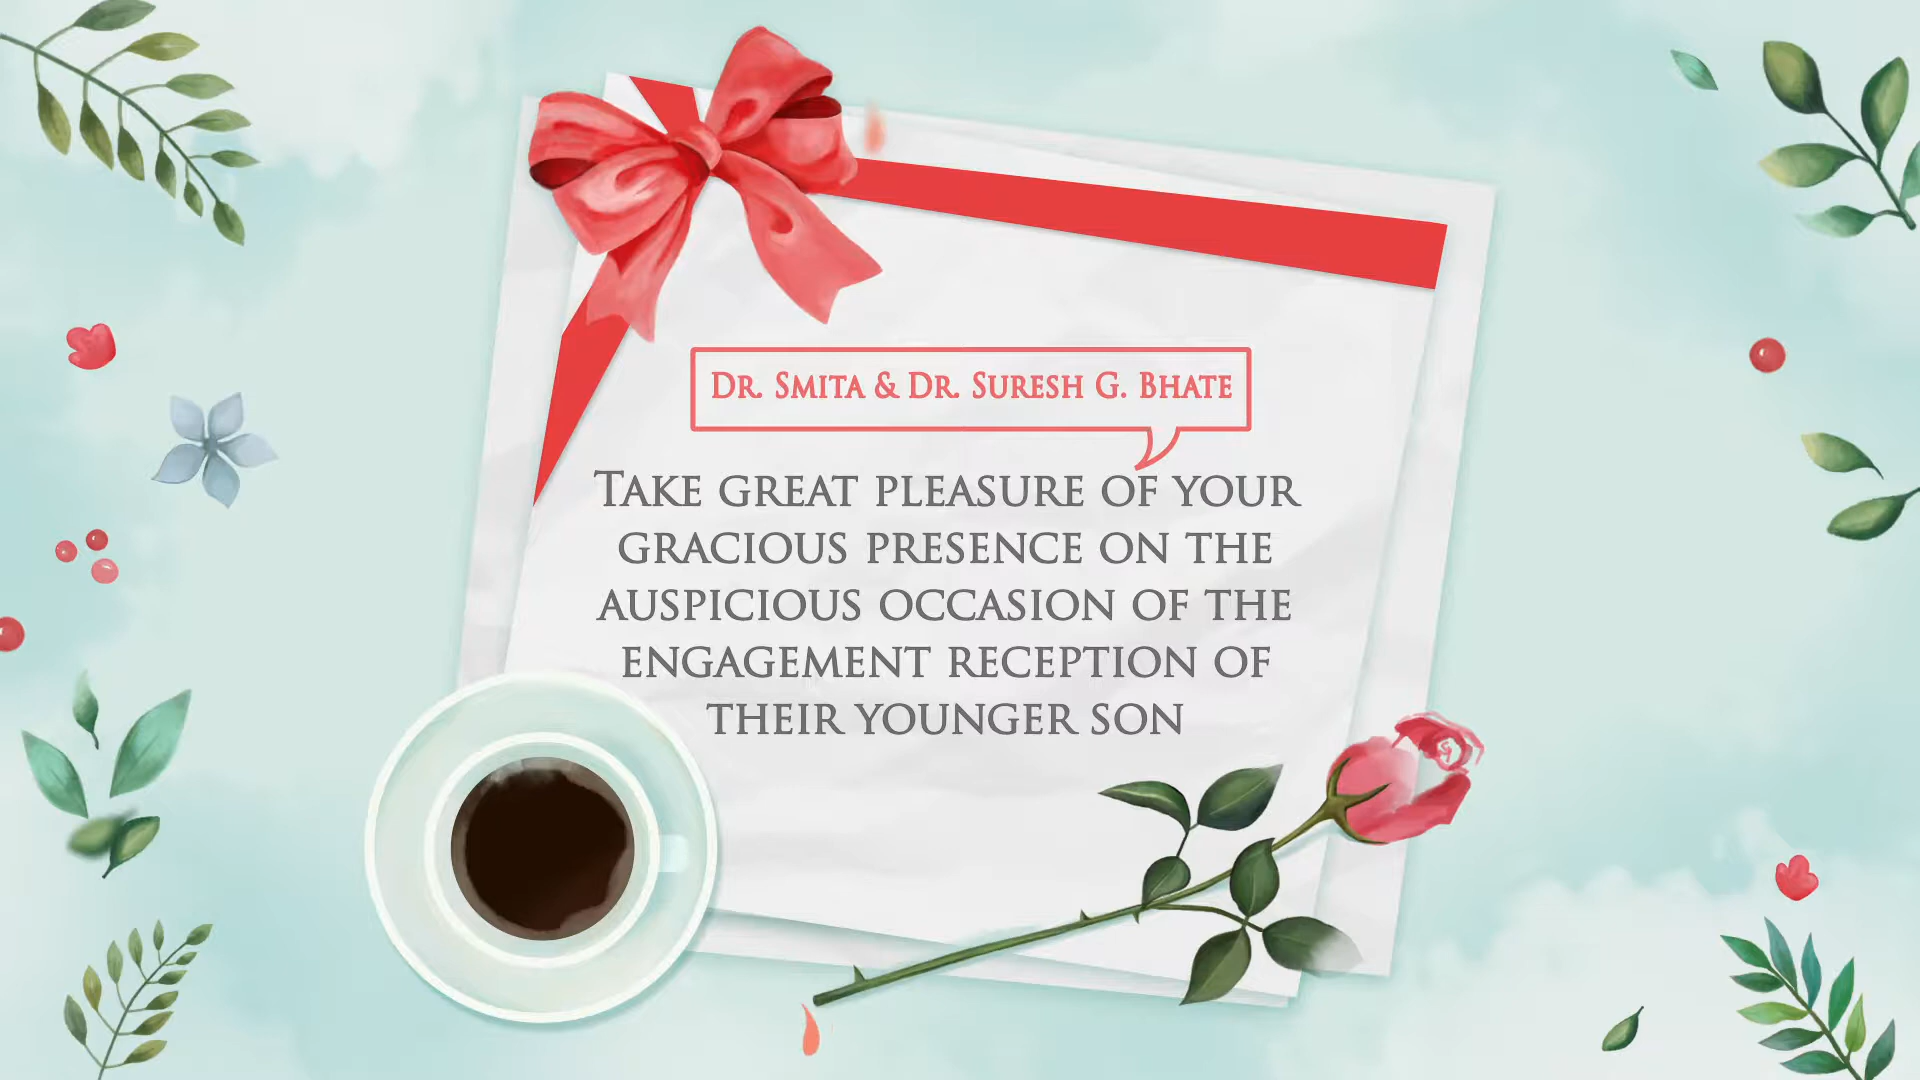 Dr. Smita & Dr. Suresh G. Bhate
Take great pleasure of your
gracious presence on the
auspicious occasion of the
engagement reception of
their younger son